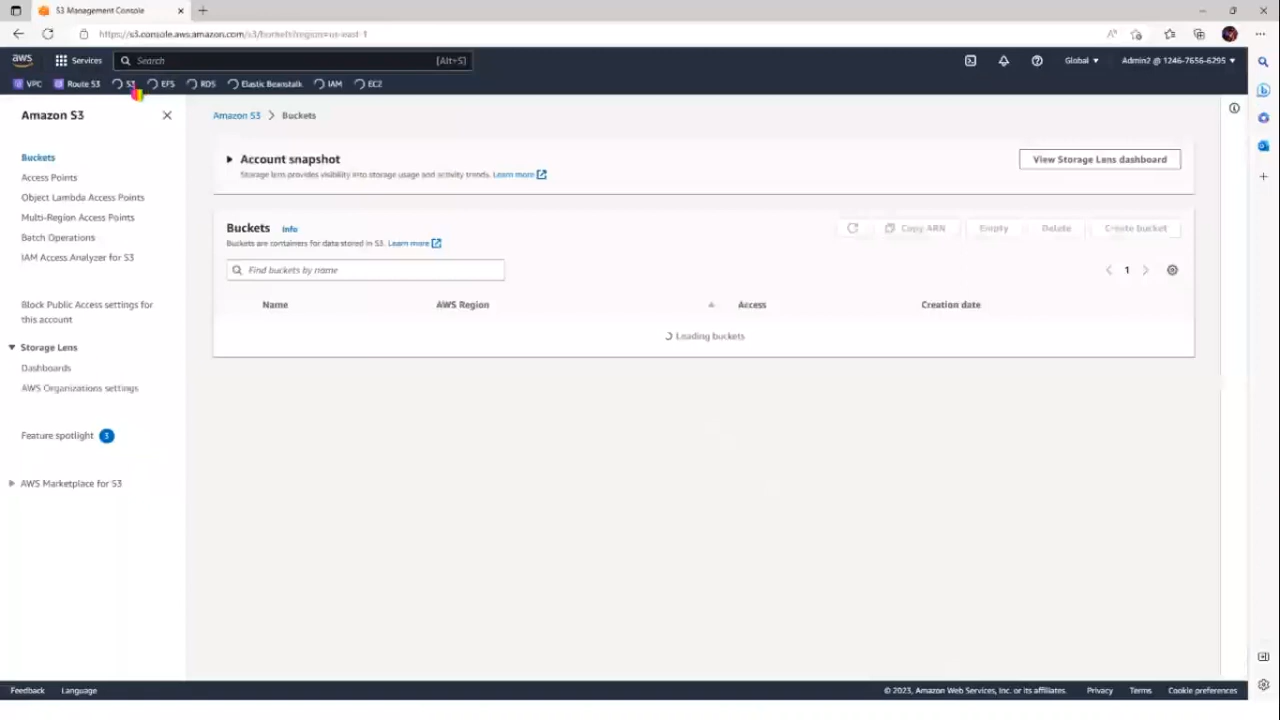 S3 Management Console
https://s3.console.aws.amazon.com/s3/buckets?region=us-east-1
aws Services Search [Alt+S] Global Admin2 @ 1246-7656-6295
VPC Route 53 S3 EFS RDS Elastic Beanstalk IAM EC2
Amazon S3
Buckets
Access Points
Object Lambda Access Points
Multi-Region Access Points
Batch Operations
IAM Access Analyzer for S3
Block Public Access settings for
this account
Storage Lens
Dashboards
AWS Organizations settings
Feature spotlight 3
AWS Marketplace for S3
Amazon S3 > Buckets
Account snapshot
Storage lens provides visibility into storage usage and activity trends. Learn more
View Storage Lens dashboard
Buckets Info
Buckets are containers for data stored in S3. Learn more
Copy ARN Empty Delete Create bucket
Find buckets by name
1
Name AWS Region Access Creation date
Loading buckets
Feedback Language © 2023, Amazon Web Services, Inc. or its affiliates. Privacy Terms Cookie preferences